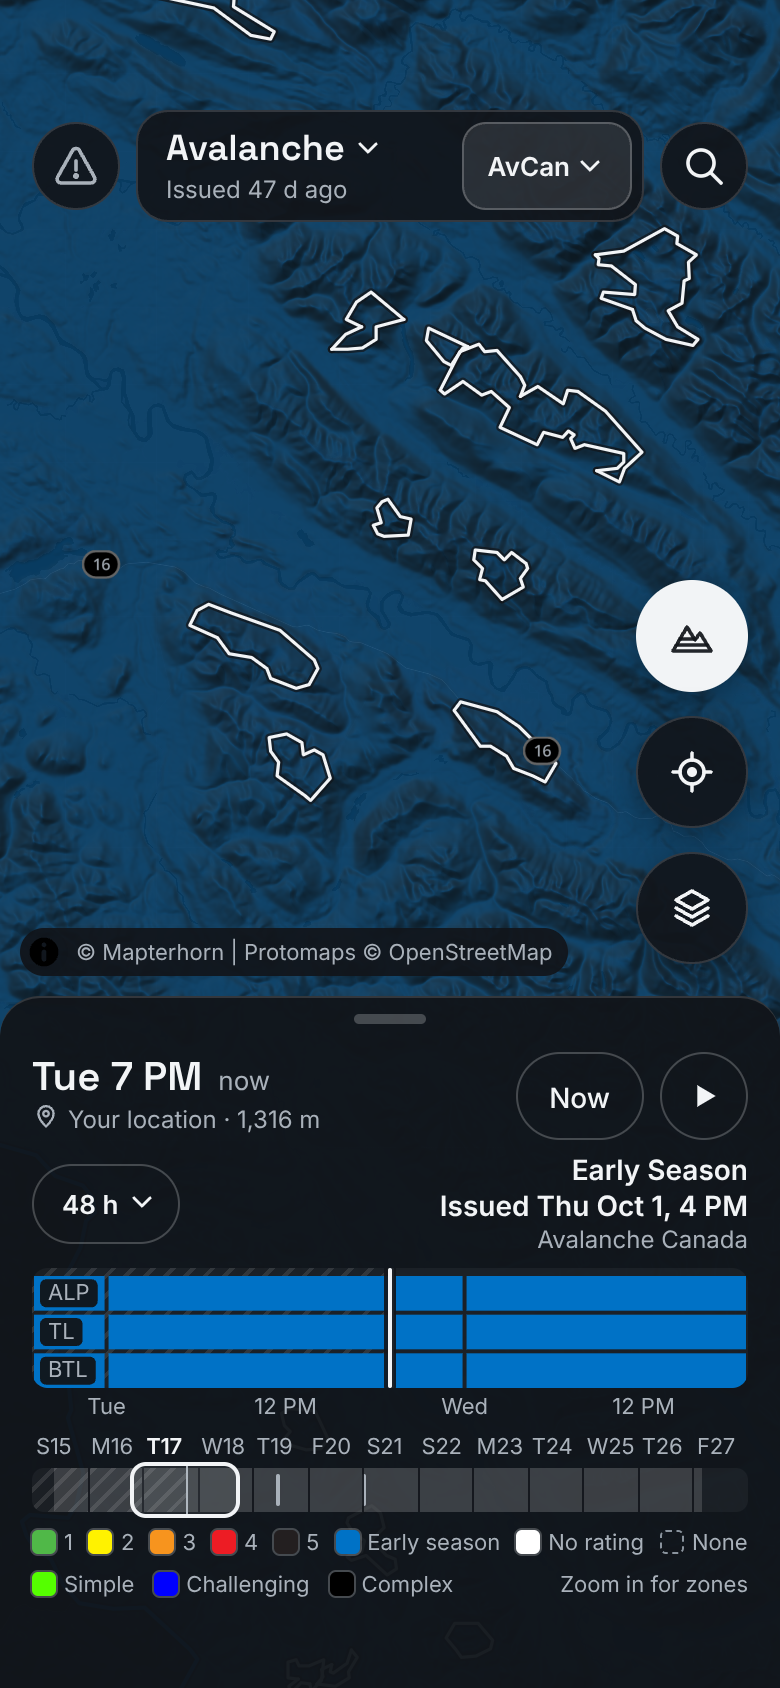 Avalanche
Issued 47 d ago
AvCan
16
16
© Mapterhorn | Protomaps © OpenStreetMap
Tue 7 PM now
Your location · 1,316 m
Now
48 h
Early Season
Issued Thu Oct 1, 4 PM
Avalanche Canada
ALP
TL
BTL
Tue 12 PM Wed 12 PM
S15 M16 T17 W18 T19 F20 S21 S22 M23 T24 W25 T26 F27
1 2 3 4 5 Early season No rating None
Simple Challenging Complex Zoom in for zones